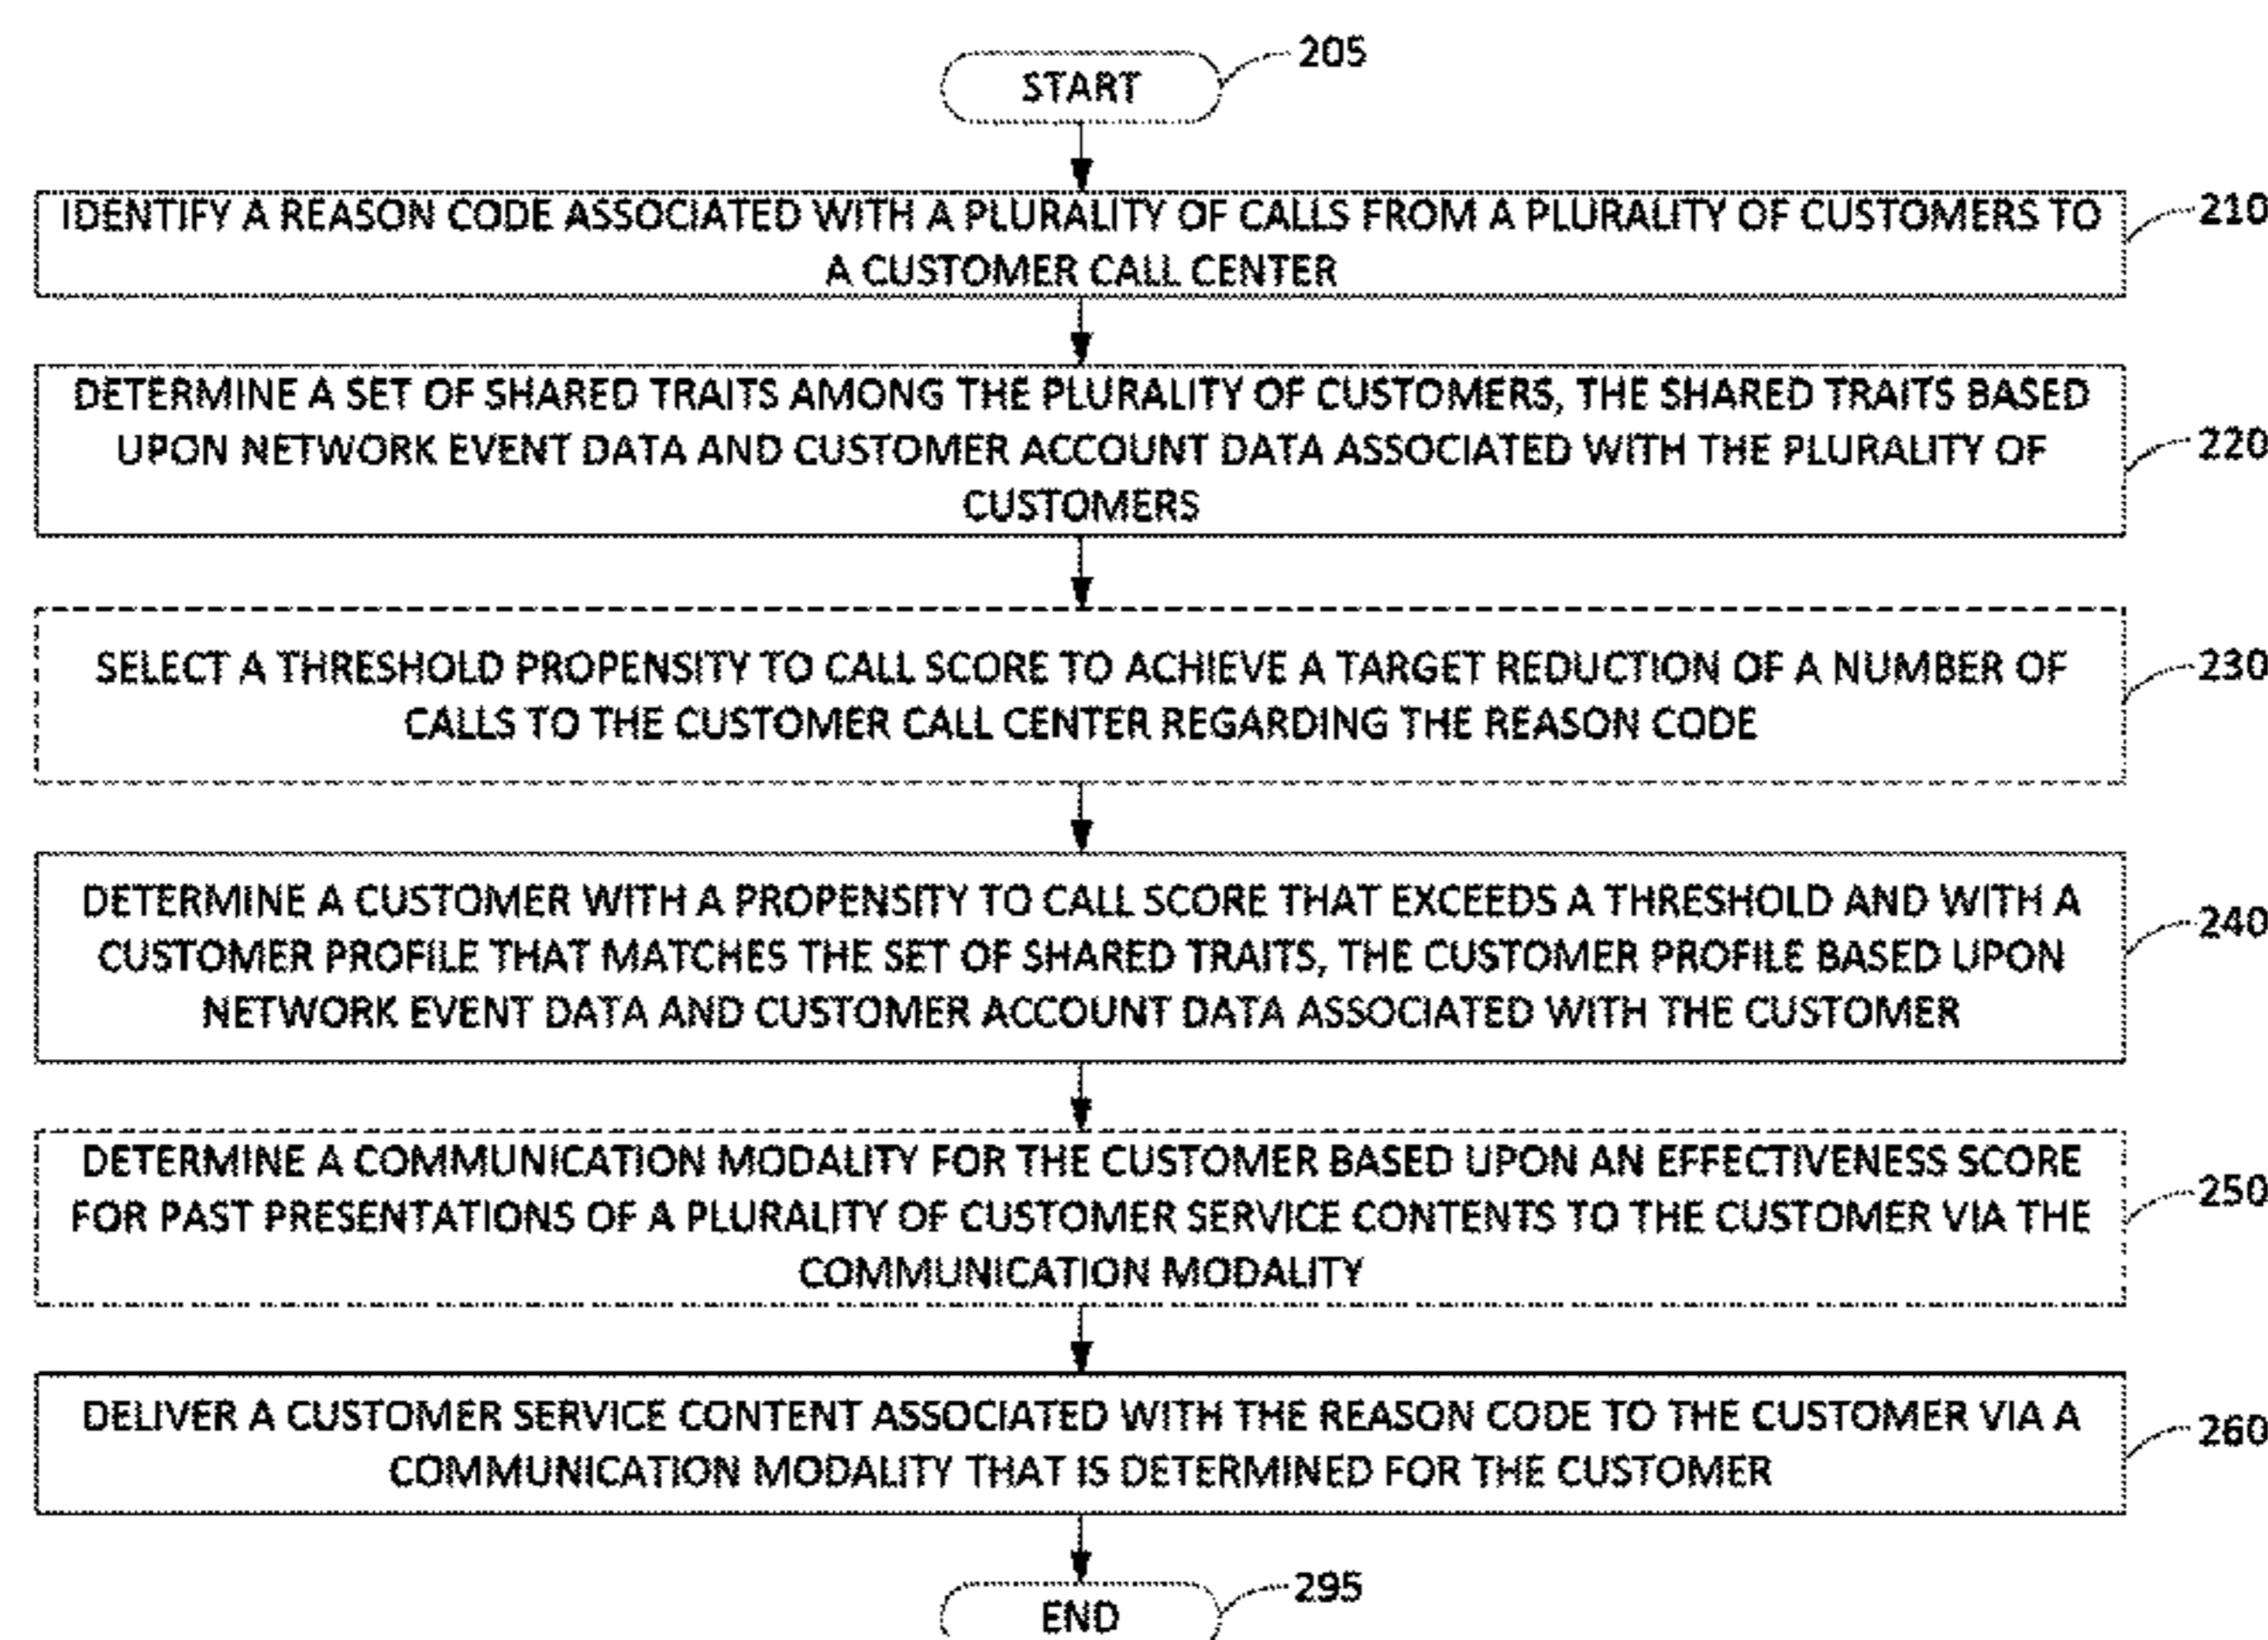 205
START
IDENTIFY A REASON CODE ASSOCIATED WITH A PLURALITY OF CALLS FROM A PLURALITY OF CUSTOMERS TO
A CUSTOMER CALL CENTER
210
DETERMINE A SET OF SHARED TRAITS AMONG THE PLURALITY OF CUSTOMERS, THE SHARED TRAITS BASED
UPON NETWORK EVENT DATA AND CUSTOMER ACCOUNT DATA ASSOCIATED WITH THE PLURALITY OF
CUSTOMERS
220
SELECT A THRESHOLD PROPENSITY TO CALL SCORE TO ACHIEVE A TARGET REDUCTION OF A NUMBER OF
CALLS TO THE CUSTOMER CALL CENTER REGARDING THE REASON CODE
230
DETERMINE A CUSTOMER WITH A PROPENSITY TO CALL SCORE THAT EXCEEDS A THRESHOLD AND WITH A
CUSTOMER PROFILE THAT MATCHES THE SET OF SHARED TRAITS, THE CUSTOMER PROFILE BASED UPON
NETWORK EVENT DATA AND CUSTOMER ACCOUNT DATA ASSOCIATED WITH THE CUSTOMER
240
DETERMINE A COMMUNICATION MODALITY FOR THE CUSTOMER BASED UPON AN EFFECTIVENESS SCORE
FOR PAST PRESENTATIONS OF A PLURALITY OF CUSTOMER SERVICE CONTENTS TO THE CUSTOMER VIA THE
COMMUNICATION MODALITY
250
DELIVER A CUSTOMER SERVICE CONTENT ASSOCIATED WITH THE REASON CODE TO THE CUSTOMER VIA A
COMMUNICATION MODALITY THAT IS DETERMINED FOR THE CUSTOMER
260
295
END